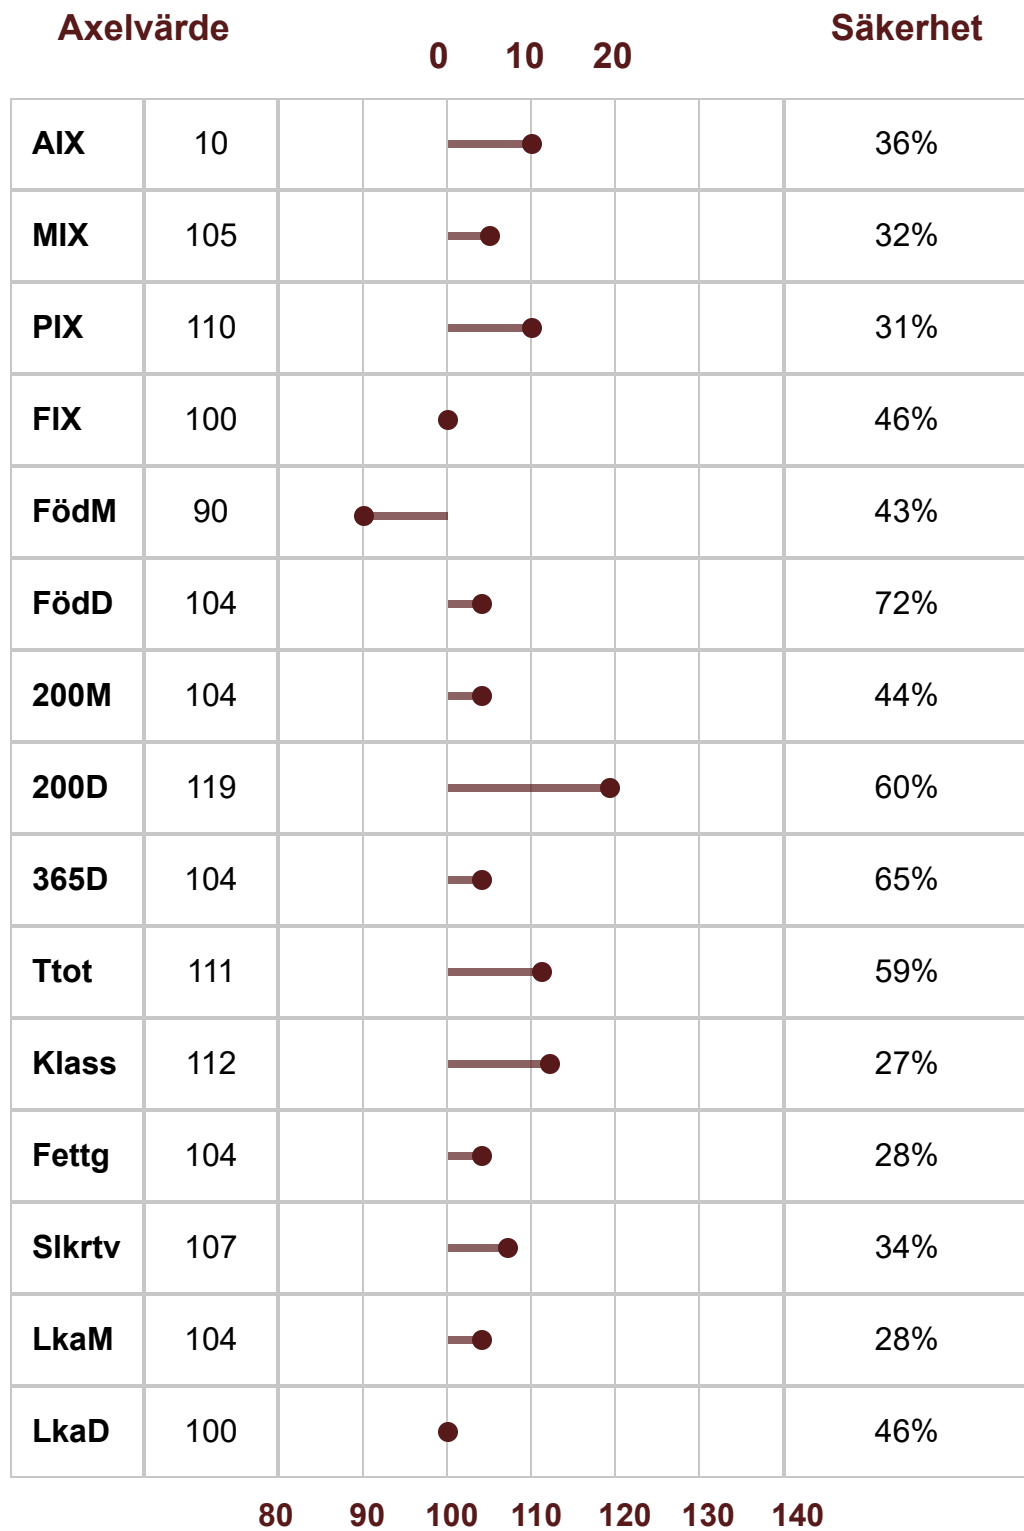 Axelvärde Säkerhet
0 10 20
AIX 10 36%
MIX 105 32%
PIX 110 31%
FIX 100 46%
FödM 90 43%
FödD 104 72%
200M 104 44%
200D 119 60%
365D 104 65%
Ttot 111 59%
Klass 112 27%
Fettg 104 28%
Slkrtv 107 34%
LkaM 104 28%
LkaD 100 46%
80 90 100 110 120 130 140